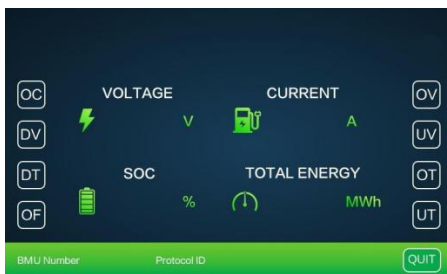 OC VOLTAGE CURRENT OV
DV V A UV
DT SOC TOTAL ENERGY OT
OF % MWh UT
BMU Number Protocol ID QUIT